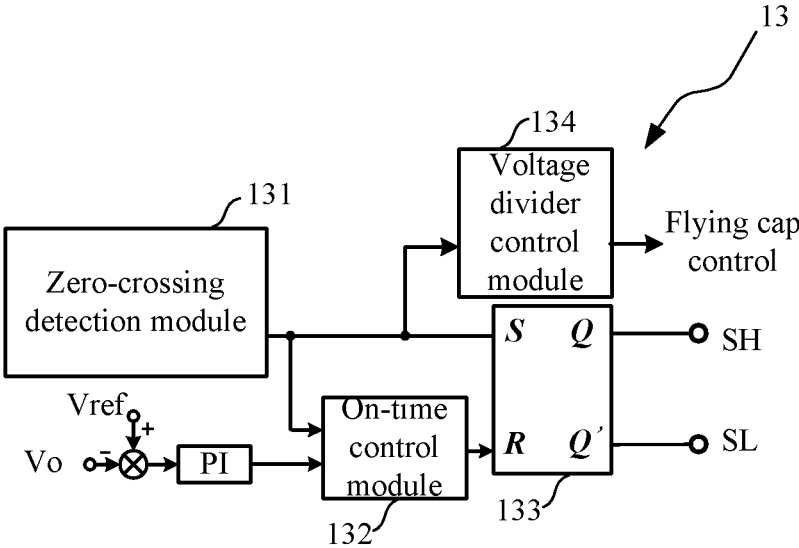 13
134
Voltage
divider
control
module
Flying cap
control
131
Zero-crossing
detection module
S Q
SH
Vref
+
On-time
control
module
Vo
-
PI
R Q'
SL
132
133